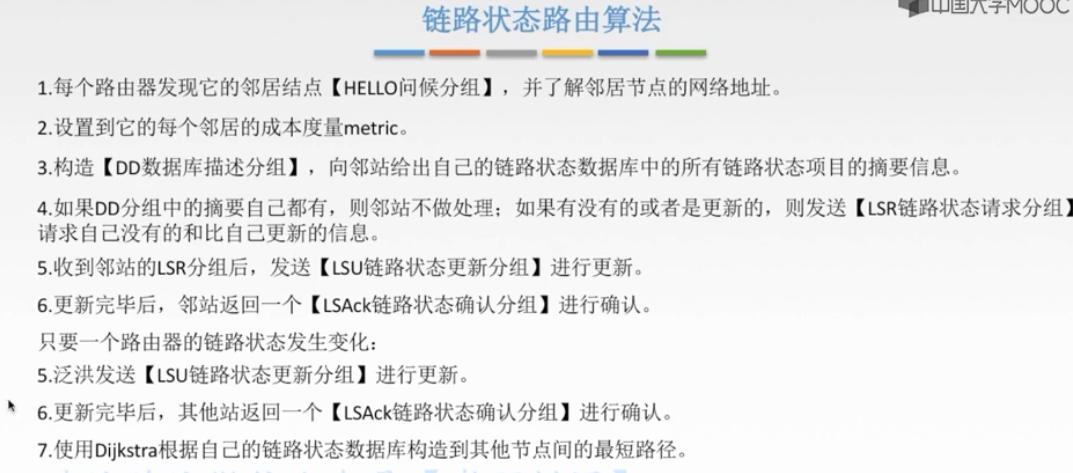 中国大学MOOC
链路状态路由算法
1.每个路由器发现它的邻居结点【HELLO问候分组】，并了解邻居节点的网络地址。
2.设置到它的每个邻居的成本度量metric。
3.构造【DD数据库描述分组】，向邻站给出自己的链路状态数据库中的所有链路状态项目的摘要信息。
4.如果DD分组中的摘要自己都有，则邻站不做处理；如果有没有的或者是更新的，则发送【LSR链路状态请求分组】
请求自己没有的和比自己更新的信息。
5.收到邻站的LSR分组后，发送【LSU链路状态更新分组】进行更新。
6.更新完毕后，邻站返回一个【LSAck链路状态确认分组】进行确认。
只要一个路由器的链路状态发生变化：
5.泛洪发送【LSU链路状态更新分组】进行更新。
6.更新完毕后，其他站返回一个【LSAck链路状态确认分组】进行确认。
7.使用Dijkstra根据自己的链路状态数据库构造到其他节点间的最短路径。